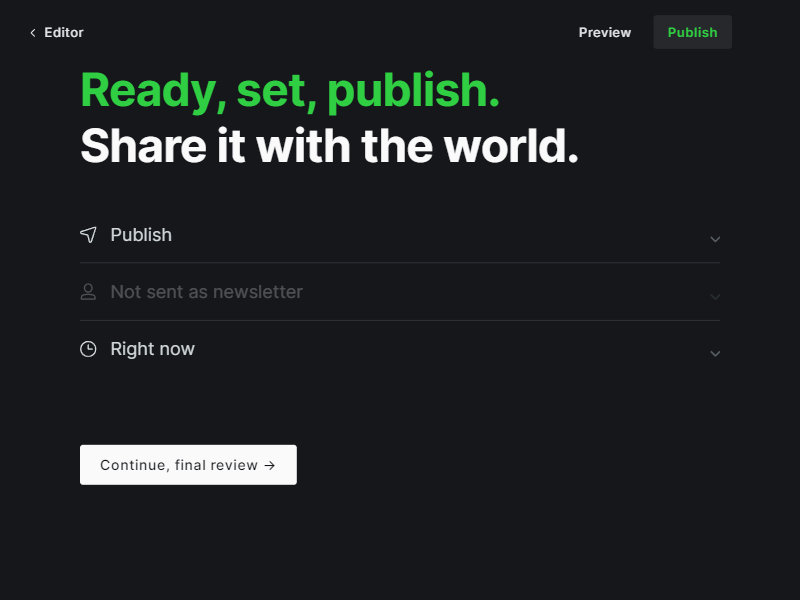 Editor
Preview
Publish
Ready, set, publish.
Share it with the world.
Publish
Not sent as newsletter
Right now
Continue, final review →